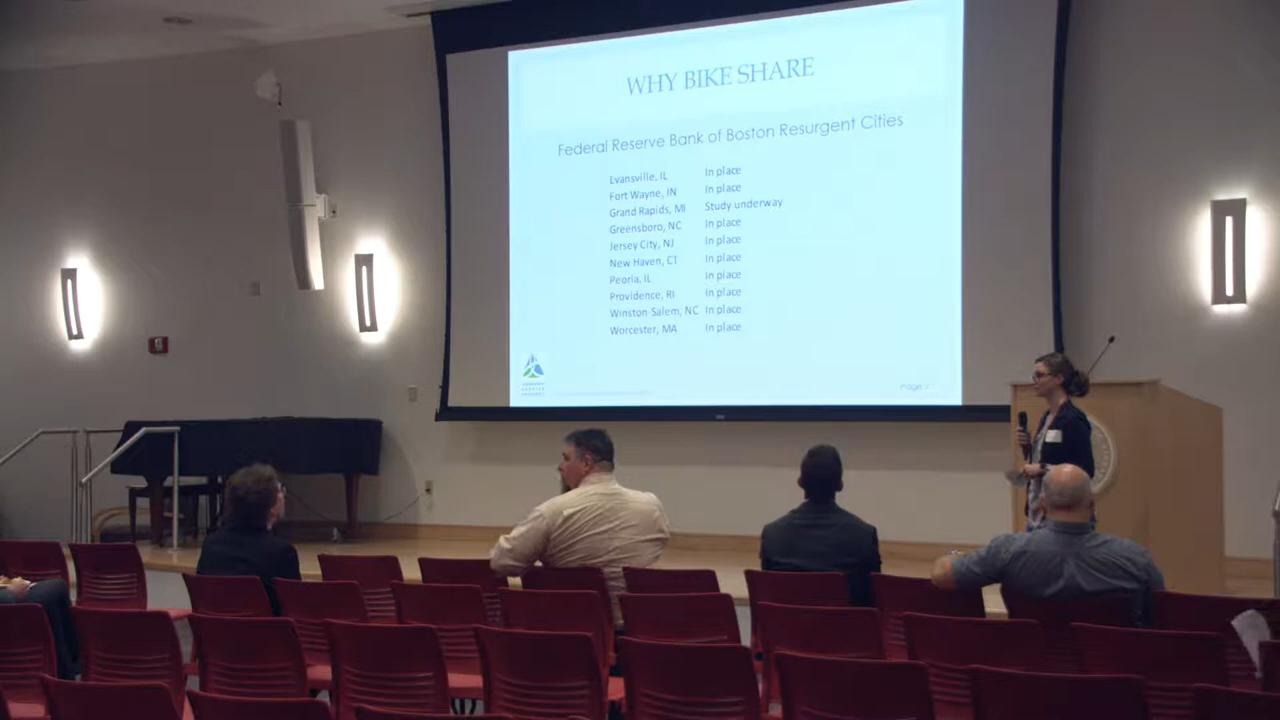 WHY BIKE SHARE
Federal Reserve Bank of Boston Resurgent Cities
Evansville, IL In place
Fort Wayne, IN In place
Grand Rapids, MI Study underway
Greensboro, NC In place
Jersey City, NJ In place
New Haven, CT In place
Peoria, IL In place
Providence, RI In place
Winston Salem, NC In place
Worcester, MA In place
Page